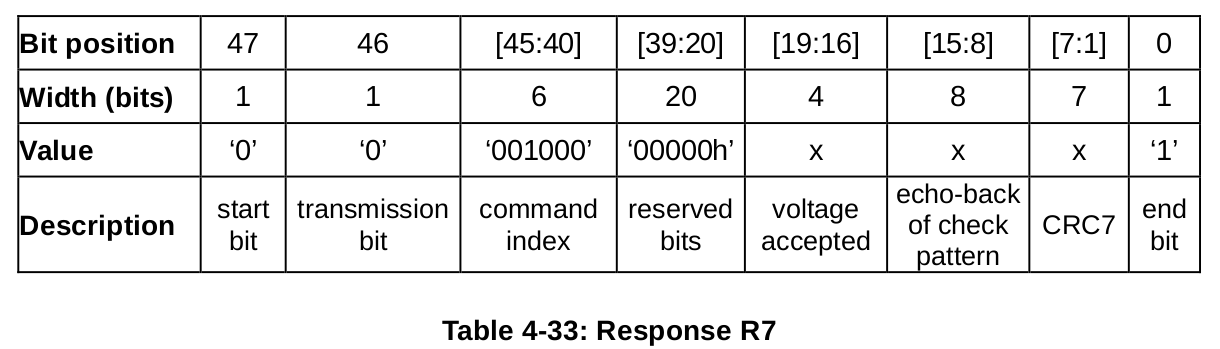 Bit position 47 46 [45:40] [39:20] [19:16] [15:8] [7:1] 0
Width (bits) 1 1 6 20 4 8 7 1
Value ‘0’ ‘0’ ‘001000’ ‘00000h’ x x x ‘1’
Description start bit transmission bit command index reserved bits voltage accepted echo-back of check pattern CRC7 end bit
Table 4-33: Response R7